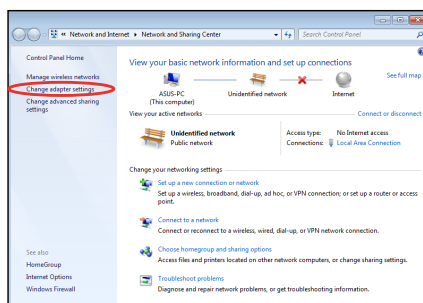 « Network and Internet ▸ Network and Sharing Center
Search Control Panel
Control Panel Home
Manage wireless networks
Change adapter settings
Change advanced sharing
settings
See also
HomeGroup
Internet Options
Windows Firewall
View your basic network information and set up connections
See full map
ASUS-PC
(This computer)
Unidentified network
Internet
View your active networks
Connect or disconnect
Unidentified network
Public network
Access type: No Internet access
Connections: Local Area Connection
Change your networking settings
Set up a new connection or network
Set up a wireless, broadband, dial-up, ad hoc, or VPN connection; or set up a router or access
point.
Connect to a network
Connect or reconnect to a wireless, wired, dial-up, or VPN network connection.
Choose homegroup and sharing options
Access files and printers located on other network computers, or change sharing settings.
Troubleshoot problems
Diagnose and repair network problems, or get troubleshooting information.